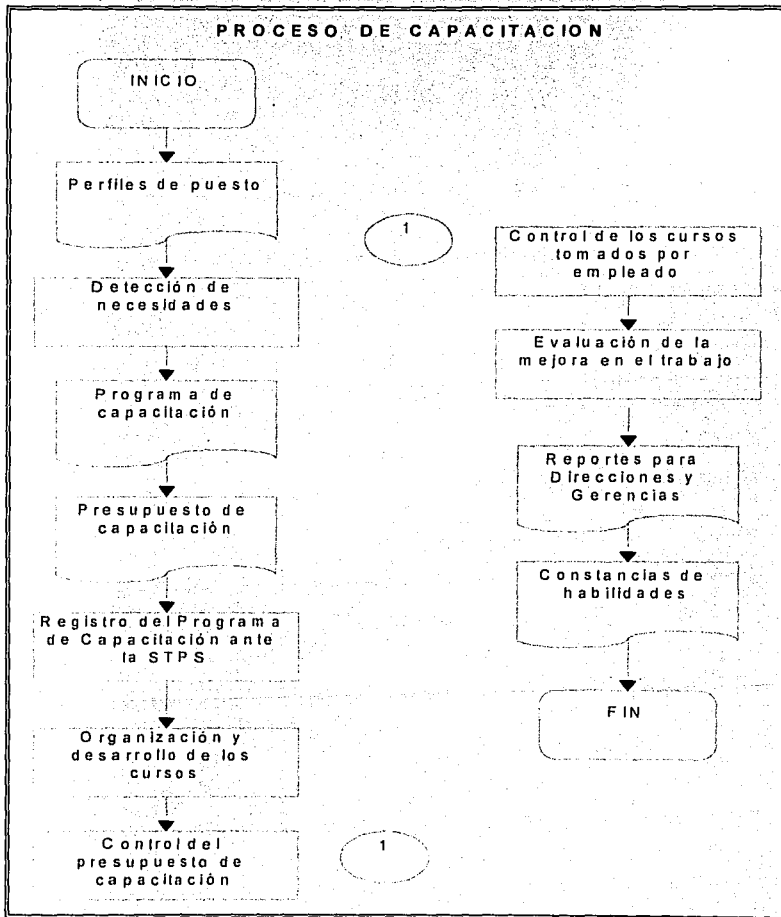 PROCESO DE CAPACITACION
INICIO
Perfiles de puesto
Detección de
necesidades
Programa de
capacitación
Presupuesto de
capacitación
Registro del Programa
de Capacitación ante
la STPS
Organización y
desarrollo de los
cursos
Control del
presupuesto de
capacitación
1
1
Control de los cursos
tomados por
empleado
Evaluación de la
mejora en el trabajo
Reportes para
Direcciones y
Gerencias
Constancias de
habilidades
FIN